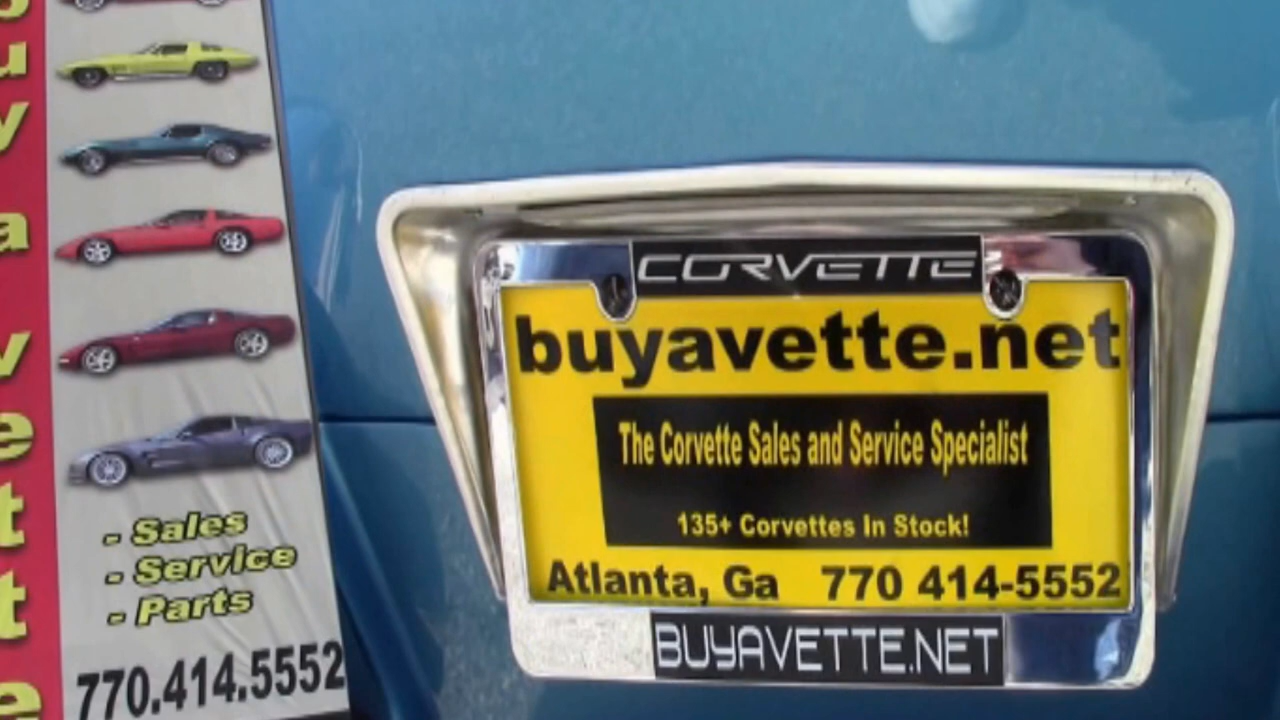 buyavette
- Sales
- Service
- Parts
770.414.5552
CORVETTE
buyavette.net
The Corvette Sales and Service Specialist
135+ Corvettes In Stock!
Atlanta, Ga 770 414-5552
BUYAVETTE.NET